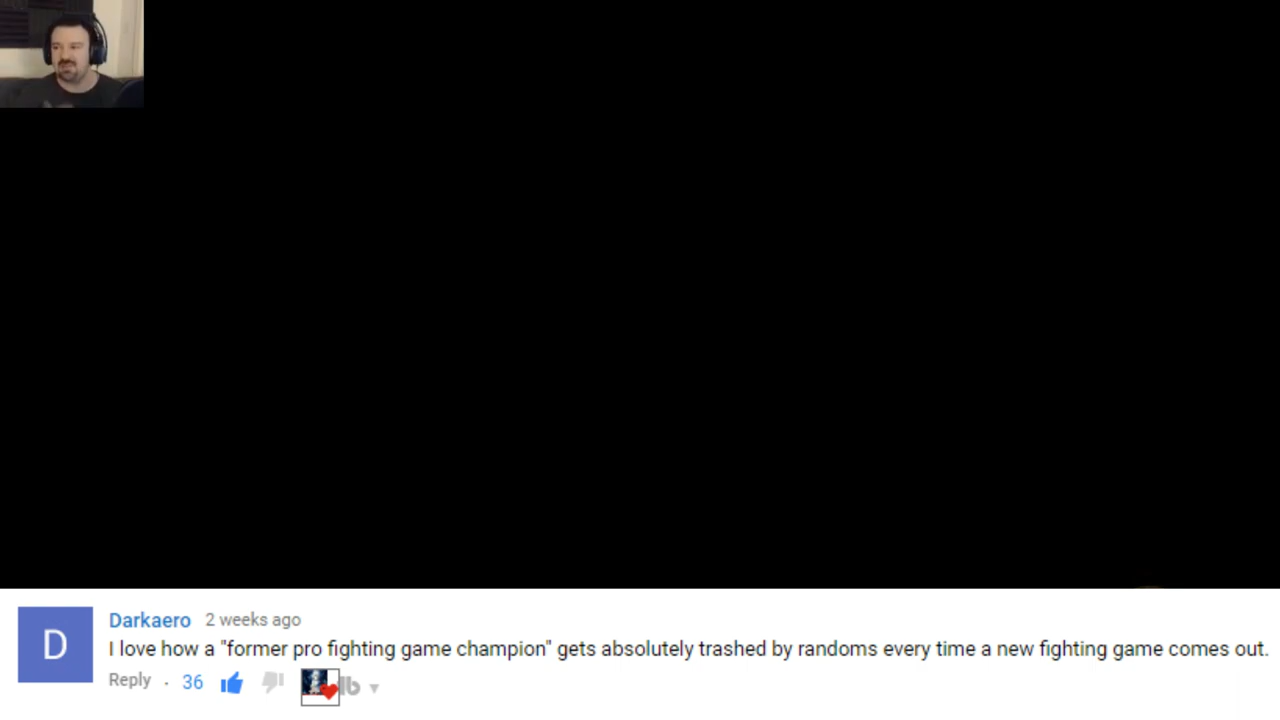 D
Darkaero 2 weeks ago
I love how a "former pro fighting game champion" gets absolutely trashed by randoms every time a new fighting game comes out.
Reply · 36 lb